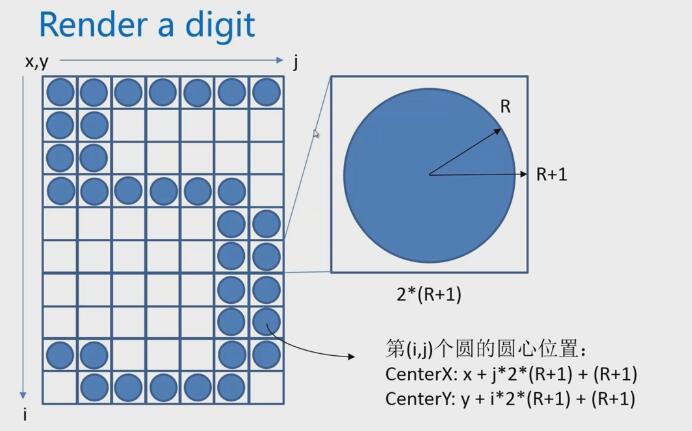 Render a digit
x,y
j
R
R+1
2*(R+1)
第(i,j)个圆的圆心位置：
CenterX: x + j*2*(R+1) + (R+1)
CenterY: y + i*2*(R+1) + (R+1)
i